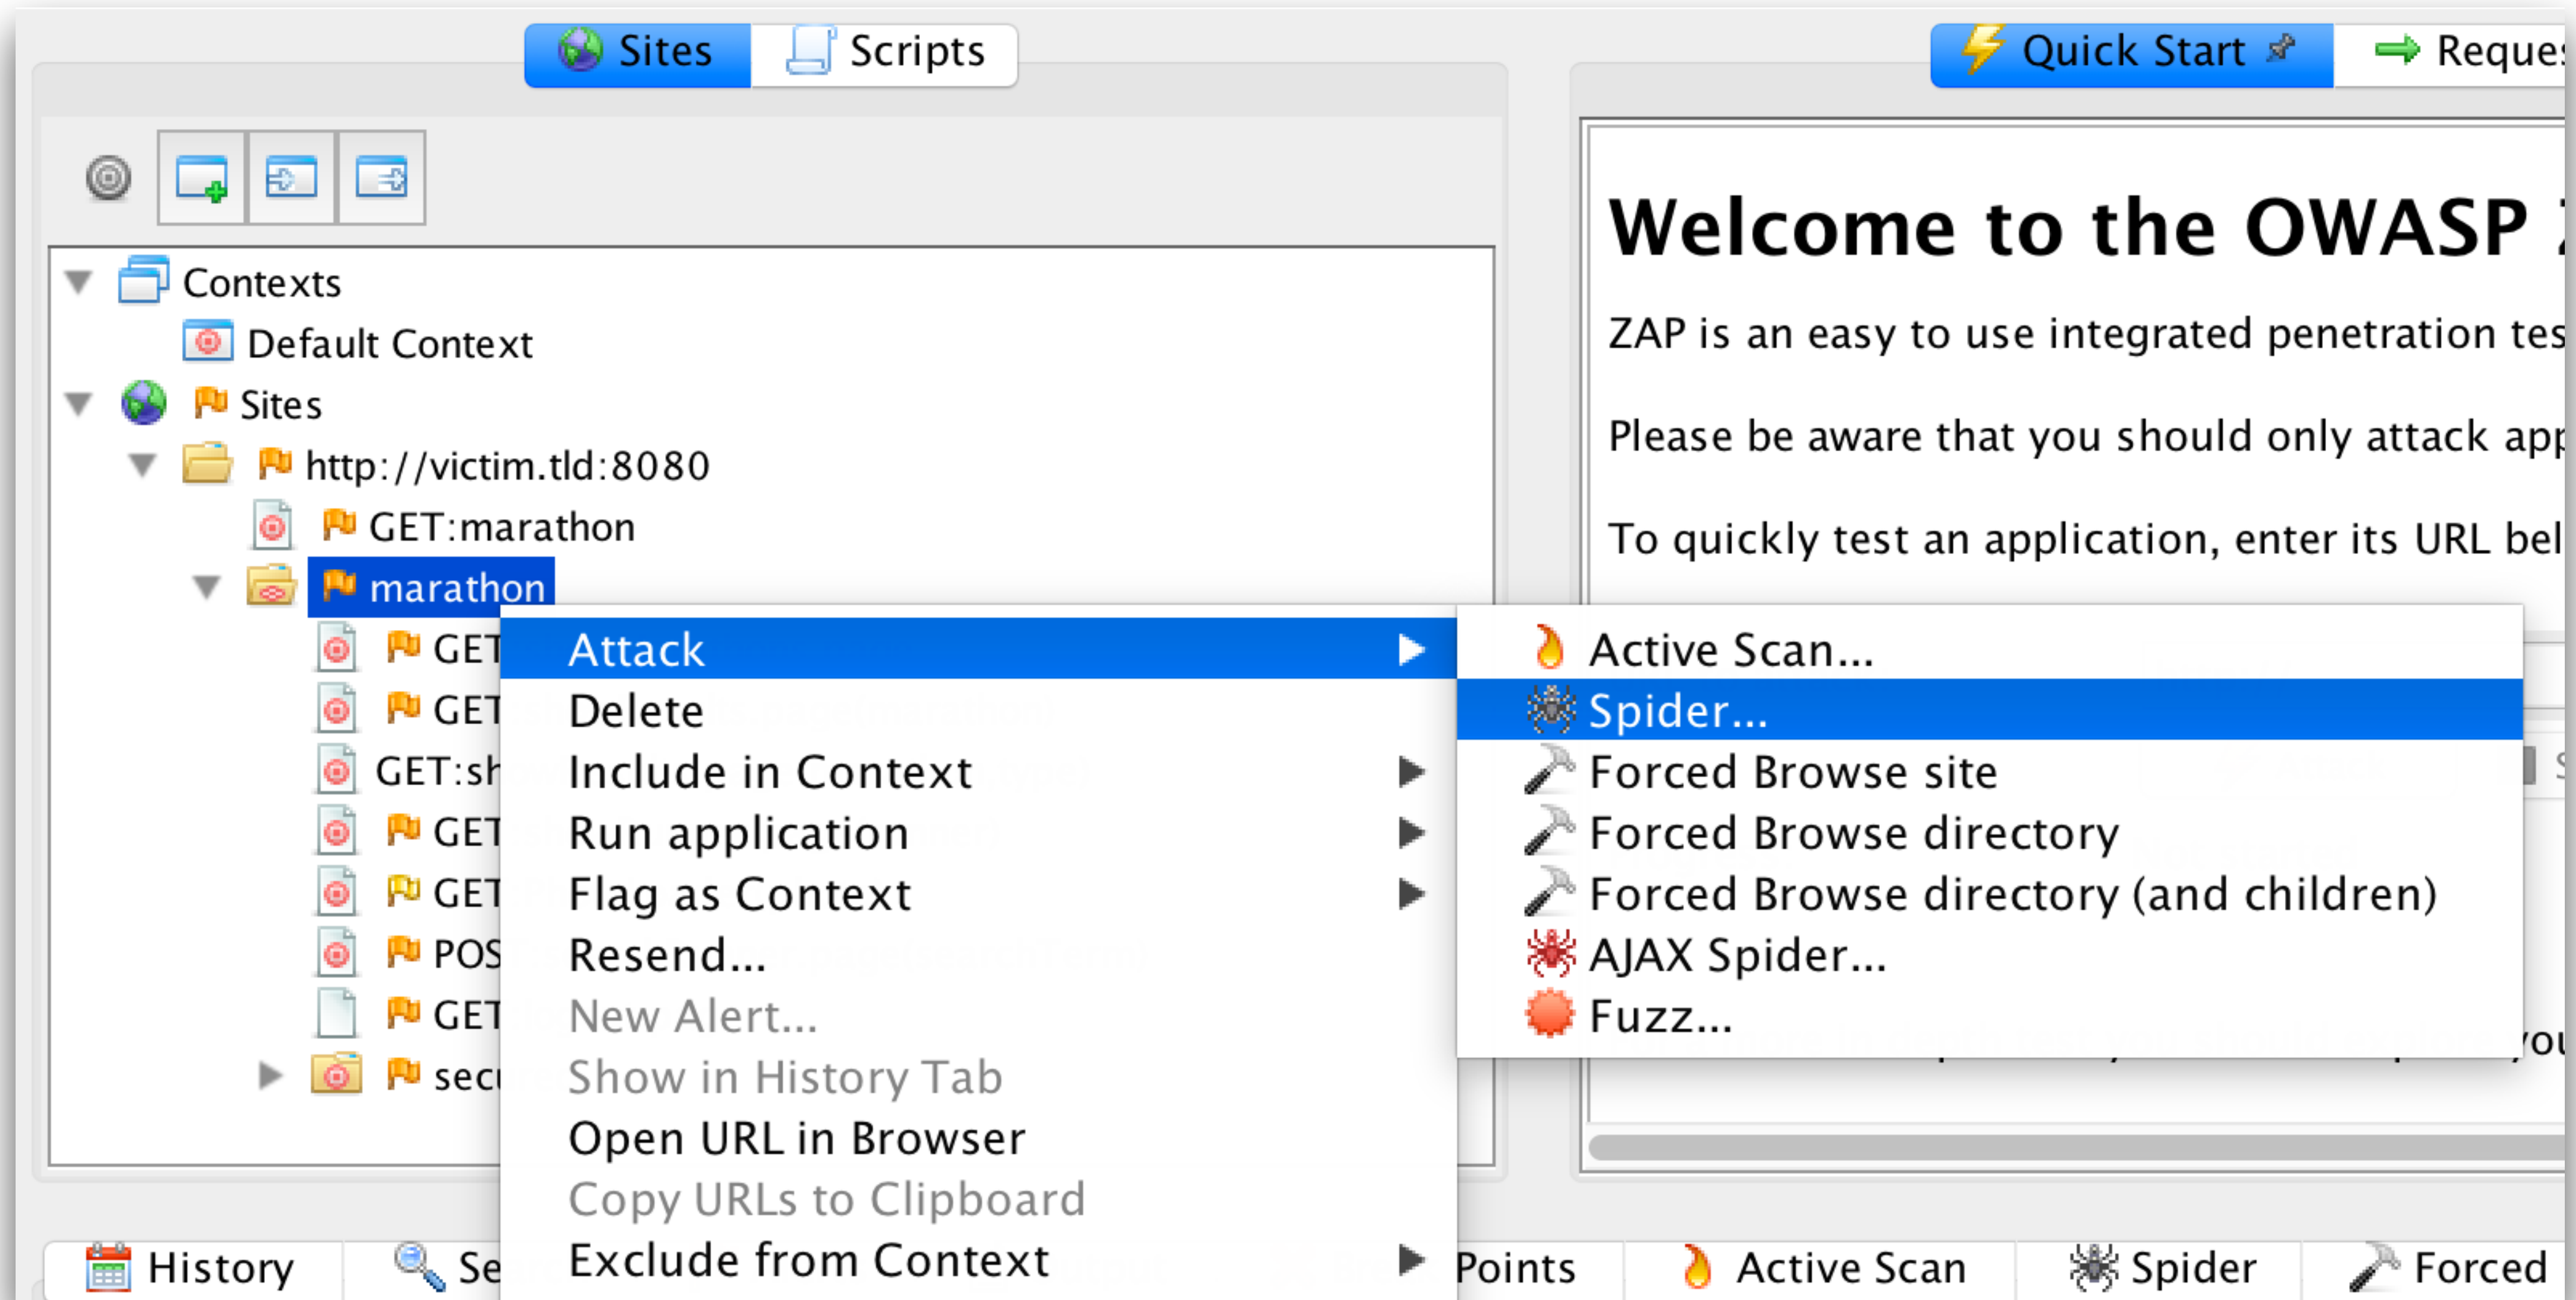 Sites Scripts
Quick Start Reques
Contexts
Default Context
Sites
http://victim.tld:8080
GET:marathon
marathon
GET
GET
GET:sh
GET
GET
POS
GET
secu
Attack
Delete
Include in Context
Run application
Flag as Context
Resend...
New Alert...
Show in History Tab
Open URL in Browser
Copy URLs to Clipboard
Exclude from Context
Active Scan...
Spider...
Forced Browse site
Forced Browse directory
Forced Browse directory (and children)
AJAX Spider...
Fuzz...
Welcome to the OWASP
ZAP is an easy to use integrated penetration tes
Please be aware that you should only attack app
To quickly test an application, enter its URL bel
you
History Se Points Active Scan Spider Forced